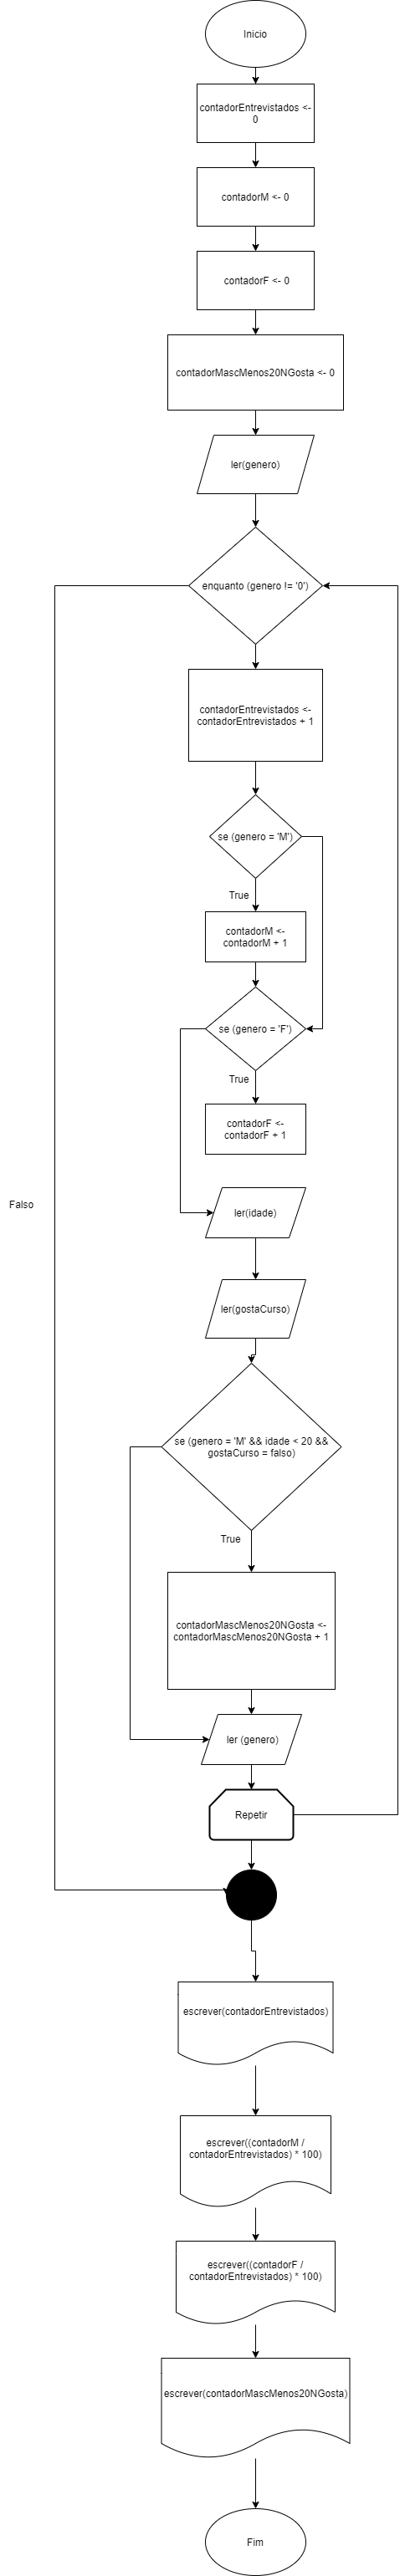 Inicio
contadorEntrevistados <-
0
contadorM <- 0
contadorF <- 0
contadorMascMenos20NGosta <- 0
ler(genero)
enquanto (genero != '0')
contadorEntrevistados <-
contadorEntrevistados + 1
se (genero = 'M')
True
contadorM <-
contadorM + 1
se (genero = 'F')
True
contadorF <-
contadorF + 1
Falso
ler(idade)
ler(gostaCurso)
se (genero = 'M' && idade < 20 &&
gostaCurso = falso)
True
contadorMascMenos20NGosta <-
contadorMascMenos20NGosta + 1
ler (genero)
Repetir
escrever(contadorEntrevistados)
escrever((contadorM /
contadorEntrevistados) * 100)
escrever((contadorF /
contadorEntrevistados) * 100)
escrever(contadorMascMenos20NGosta)
Fim